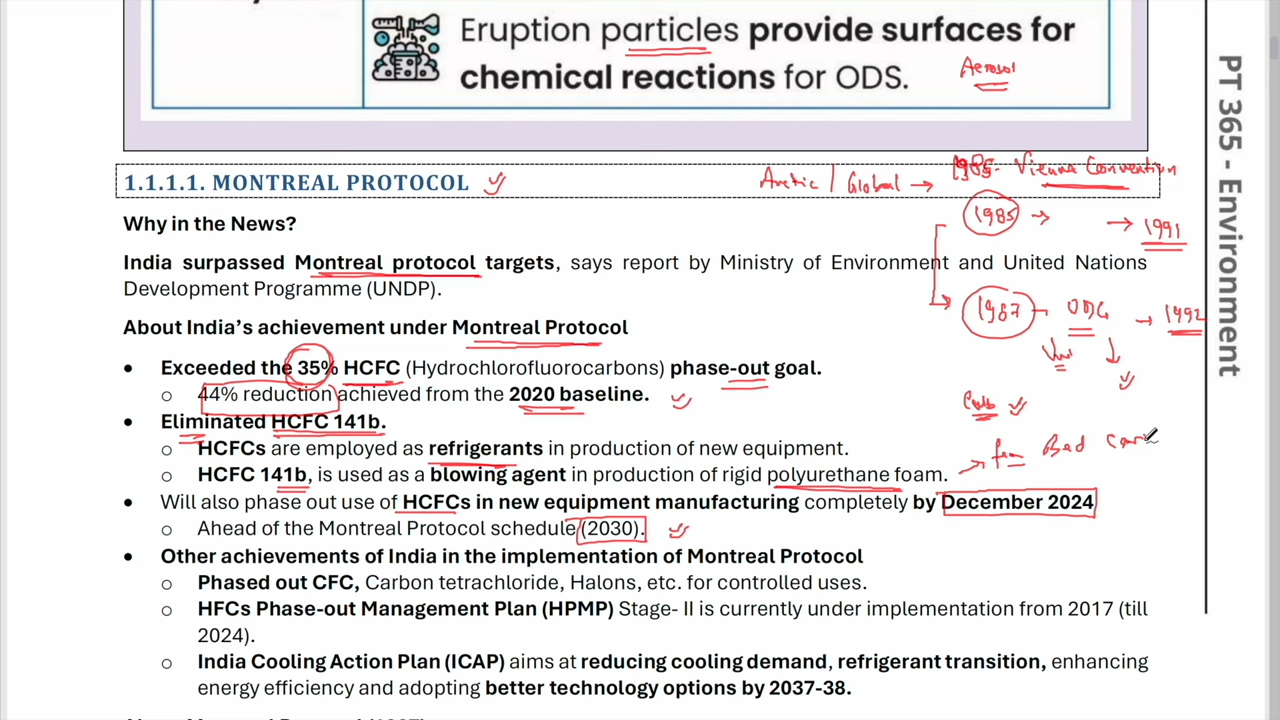 Eruption particles provide surfaces for
chemical reactions for ODS.
Aerosol
1.1.1.1. MONTREAL PROTOCOL
Arctic / Global → 1985- Vienna Convention
1985 → → 1991
Why in the News?
India surpassed Montreal protocol targets, says report by Ministry of Environment and United Nations
Development Programme (UNDP).
1987 ODS → 1992
About India's achievement under Montreal Protocol
• Exceeded the 35% HCFC (Hydrochlorofluorocarbons) phase-out goal.
o 44% reduction achieved from the 2020 baseline.
• Eliminated HCFC 141b.
o HCFCs are employed as refrigerants in production of new equipment.
o HCFC 141b, is used as a blowing agent in production of rigid polyurethane foam.
→ foam Bed
• Will also phase out use of HCFCs in new equipment manufacturing completely by December 2024
o Ahead of the Montreal Protocol schedule (2030).
• Other achievements of India in the implementation of Montreal Protocol
o Phased out CFC, Carbon tetrachloride, Halons, etc. for controlled uses.
o HFCs Phase-out Management Plan (HPMP) Stage- II is currently under implementation from 2017 (till
2024).
o India Cooling Action Plan (ICAP) aims at reducing cooling demand, refrigerant transition, enhancing
energy efficiency and adopting better technology options by 2037-38.
PT 365 - Environment